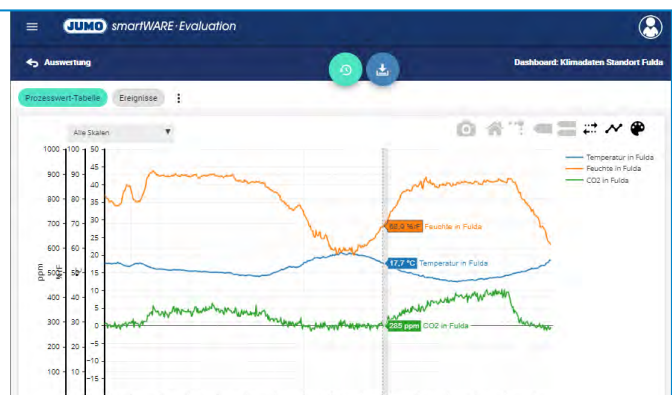 JUMO smartWARE·Evaluation
Auswertung
Dashboard: Klimadaten Standort Fulda
Prozesswert-Tabelle Ereignisse
Alle Skalen
Temperatur in Fulda
Feuchte in Fulda
CO2 in Fulda
1000 100 50
45
900 90
40
800 80
35
700 70 30
25
600 60
20
500 50 15
10
400 40
5
300 30 0
−5
200 20
−10
100 10 −15
ppm
%rF
%rF Feuchte in Fulda
17,7 °C Temperatur in Fulda
285 ppm CO2 in Fulda